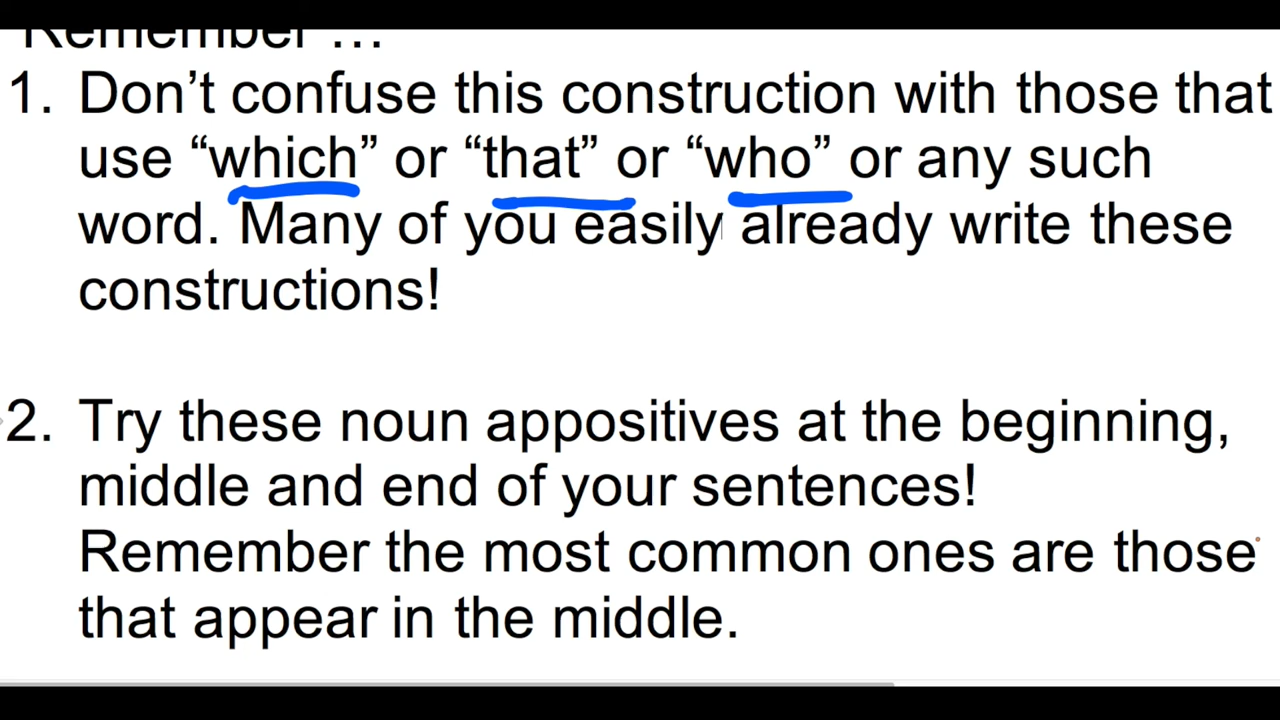 Remember ...
1. Don’t confuse this construction with those that
use “which” or “that” or “who” or any such
word. Many of you easily already write these
constructions!
2. Try these noun appositives at the beginning,
middle and end of your sentences!
Remember the most common ones are those
that appear in the middle.